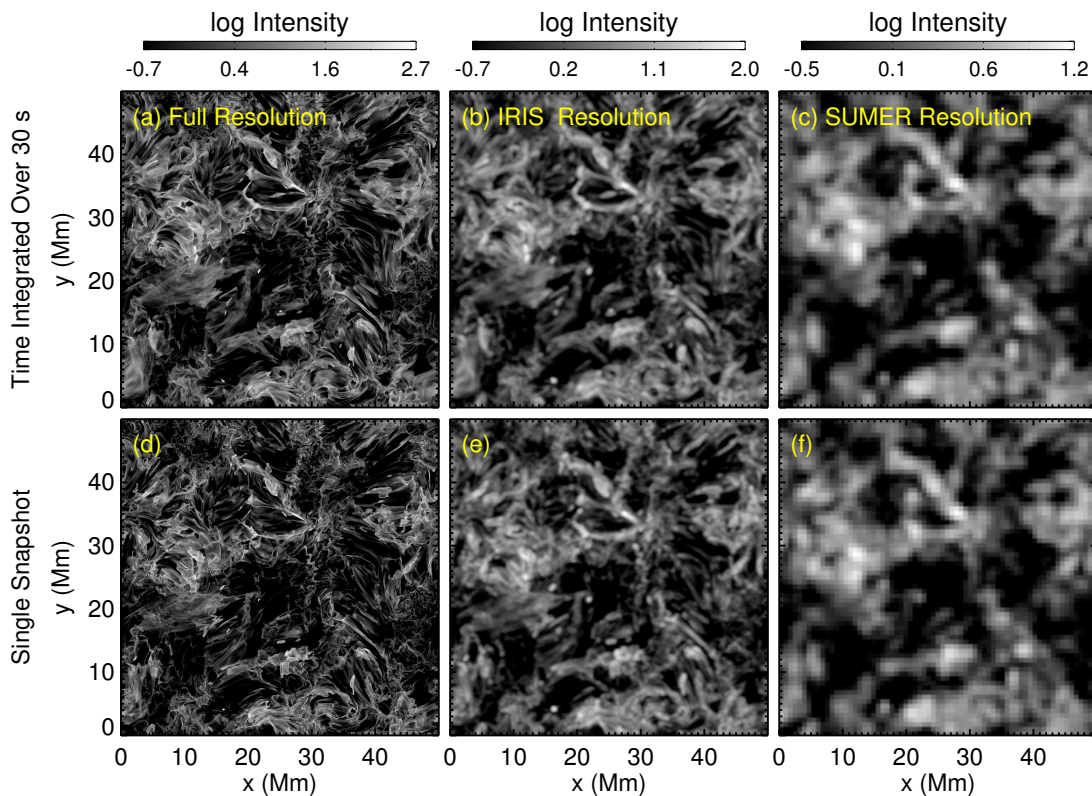 log Intensity
log Intensity
log Intensity
-0.7 0.4 1.6 2.7
-0.7 0.2 1.1 2.0
-0.5 0.1 0.6 1.2
Time Integrated Over 30 s
y (Mm)
40
30
20
10
0
(a) Full Resolution
(b) IRIS Resolution
(c) SUMER Resolution
Single Snapshot
y (Mm)
40
30
20
10
0
(d)
(e)
(f)
0 10 20 30 40
0 10 20 30 40
0 10 20 30 40
x (Mm)
x (Mm)
x (Mm)